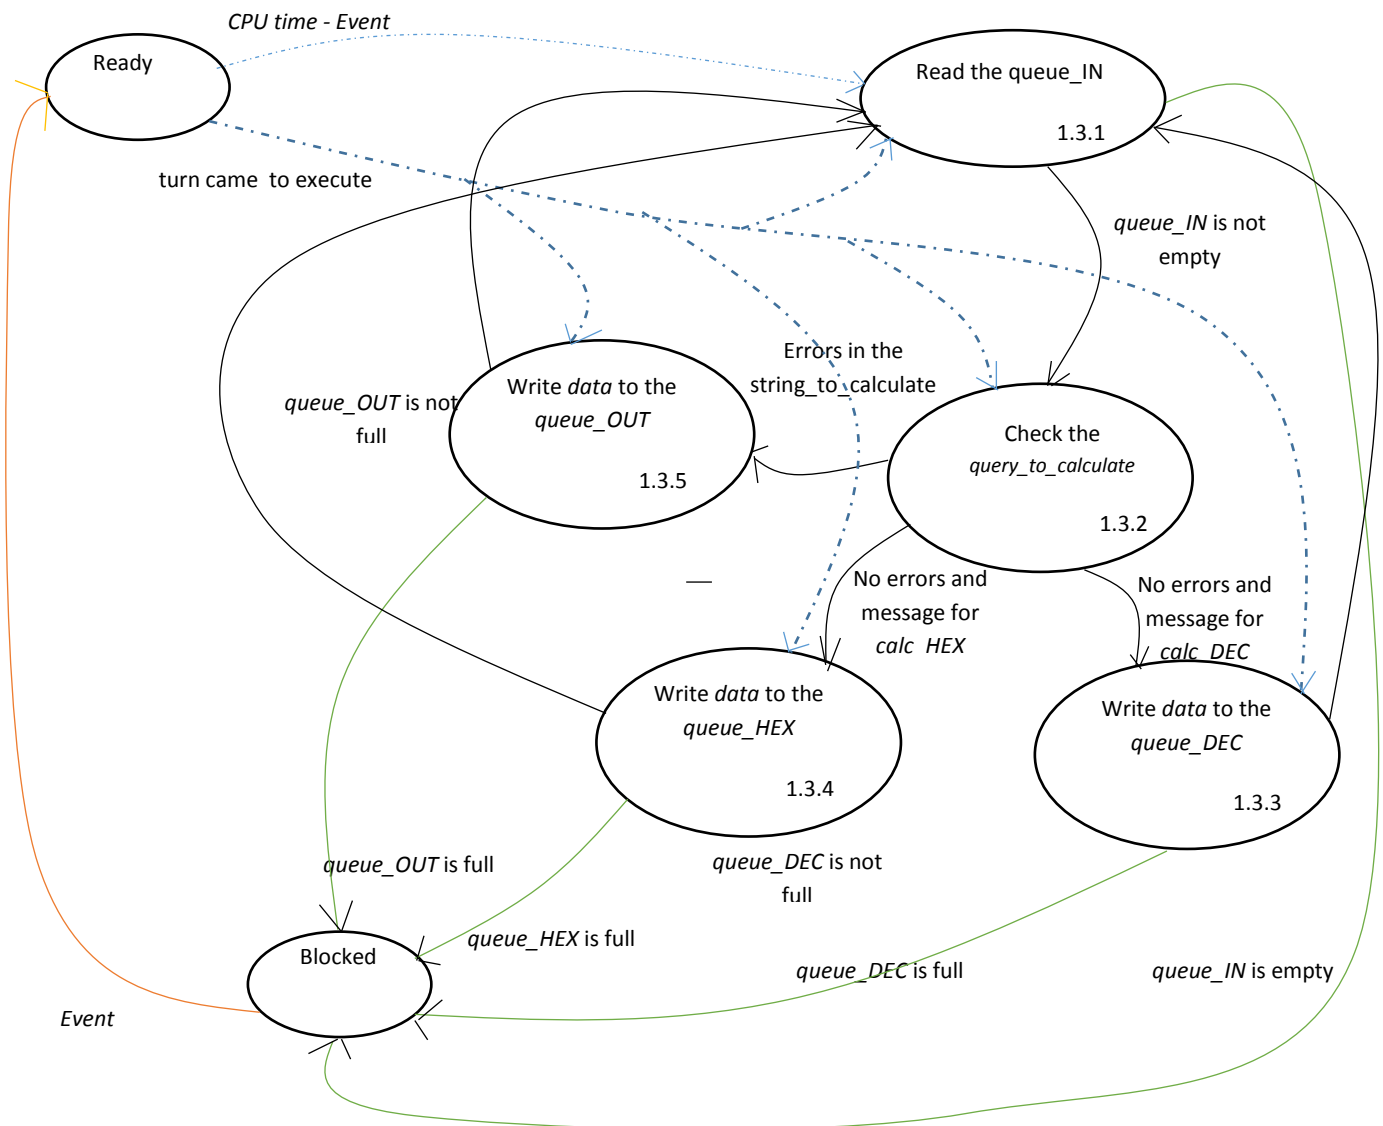 CPU time - Event
Ready
Read the queue_IN
1.3.1
turn came  to execute
queue_IN is not
empty
Errors in the
string_to_calculate
Write data to the
queue_OUT
1.3.5
queue_OUT is not
full
Check the
query_to_calculate
1.3.2
No errors and
message for
calc_HEX
No errors and
message for
calc_DEC
Write data to the
queue_HEX
1.3.4
Write data to the
queue_DEC
1.3.3
queue_OUT is full
queue_DEC is not
full
queue_HEX is full
Blocked
queue_DEC is full
queue_IN is empty
Event